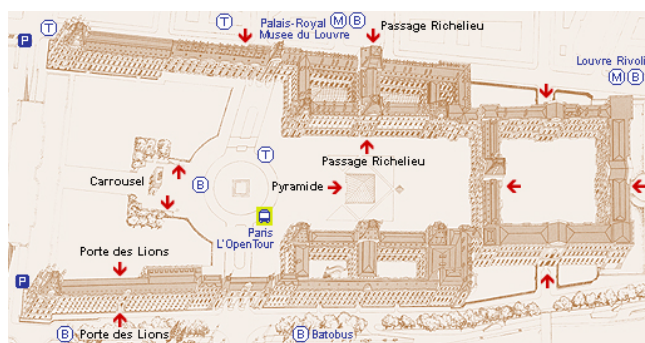 T
T
Palais-Royal M B
Musee du Louvre
Passage Richelieu
P
Louvre Rivoli
M B
T
Passage Richelieu
Carrousel
B
Pyramide
Paris
L'OpenTour
Porte des Lions
P
B Porte des Lions
B Batobus